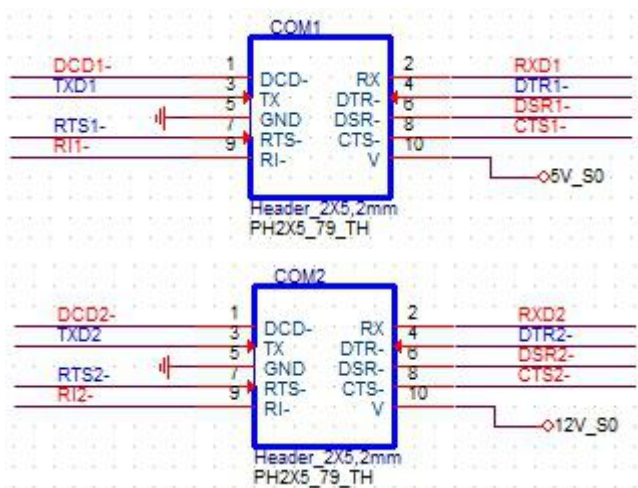 COM1
DCD1- 1 2 RXD1
TXD1 3 DCD- RX 4 DTR1-
5 TX DTR- 6 DSR1-
RTS1- 7 GND DSR- 8 CTS1-
RI1- 9 RTS- CTS- 10
RI- V
5V_S0
Header_2X5,2mm
PH2X5_79_TH
COM2
DCD2- 1 2 RXD2
TXD2 3 DCD- RX 4 DTR2-
5 TX DTR- 6 DSR2-
RTS2- 7 GND DSR- 8 CTS2-
RI2- 9 RTS- CTS- 10
RI- V
12V_S0
Header_2X5,2mm
PH2X5_79_TH